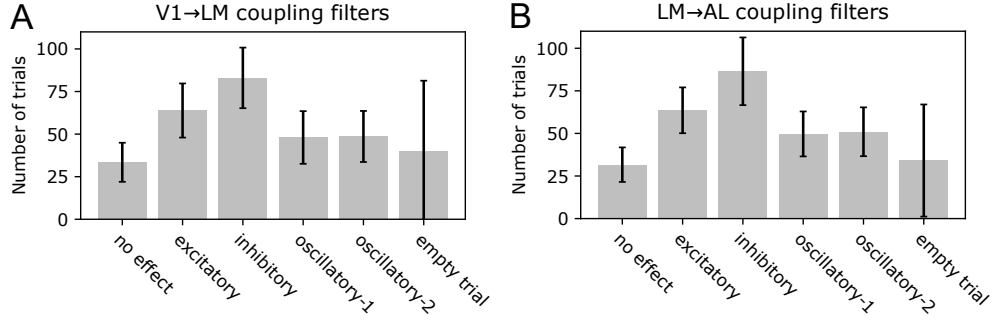 A
V1→LM coupling filters
Number of trials
100
75
50
25
0
no effect
excitatory
inhibitory
oscillatory-1
oscillatory-2
empty trial
B
LM→AL coupling filters
Number of trials
100
75
50
25
0
no effect
excitatory
inhibitory
oscillatory-1
oscillatory-2
empty trial